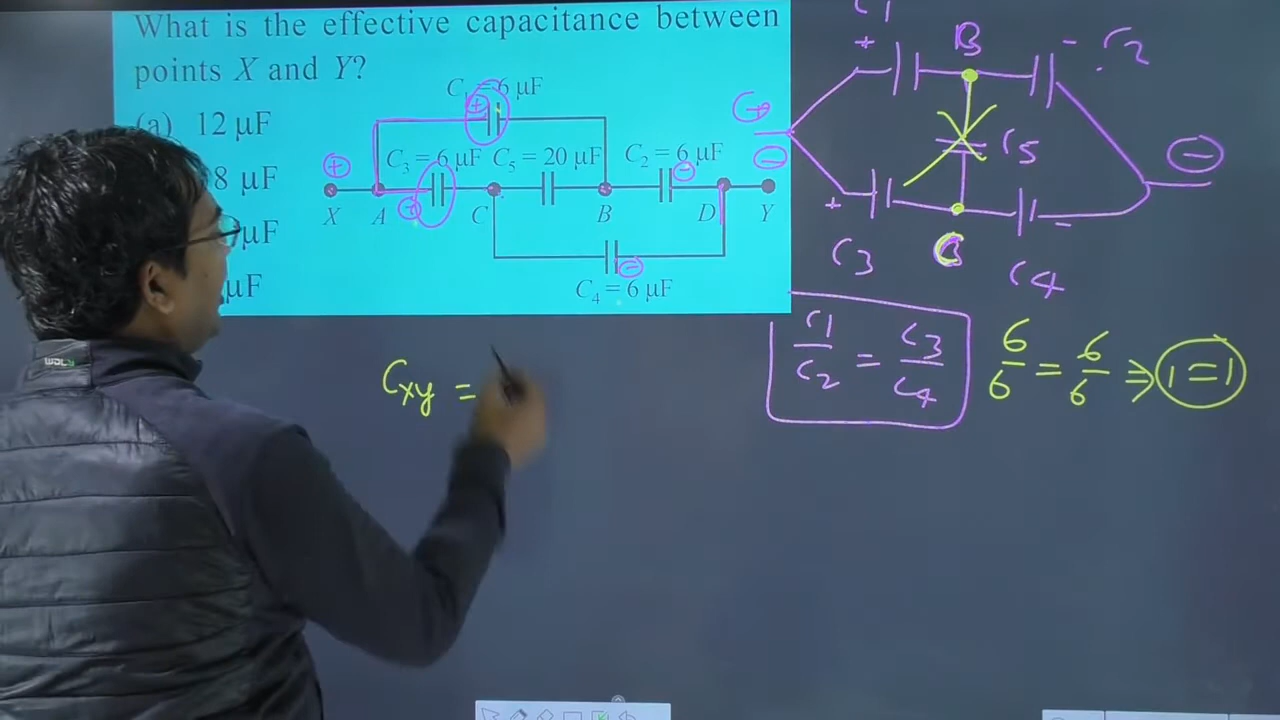 What is the effective capacitance between
points X and Y?
(a) 12 μF
8 μF
μF
μF
C₁ = 6 μF
C₃ = 6 μF C₅ = 20 μF C₂ = 6 μF
+
X A C B D Y
+
−
−
C₄ = 6 μF
C1
+ B − C2
+
−
C5
−
+ C −
C3 C4
C1/C2 = C3/C4
6/6 = 6/6 ⇒ 1 = 1
Cxy =